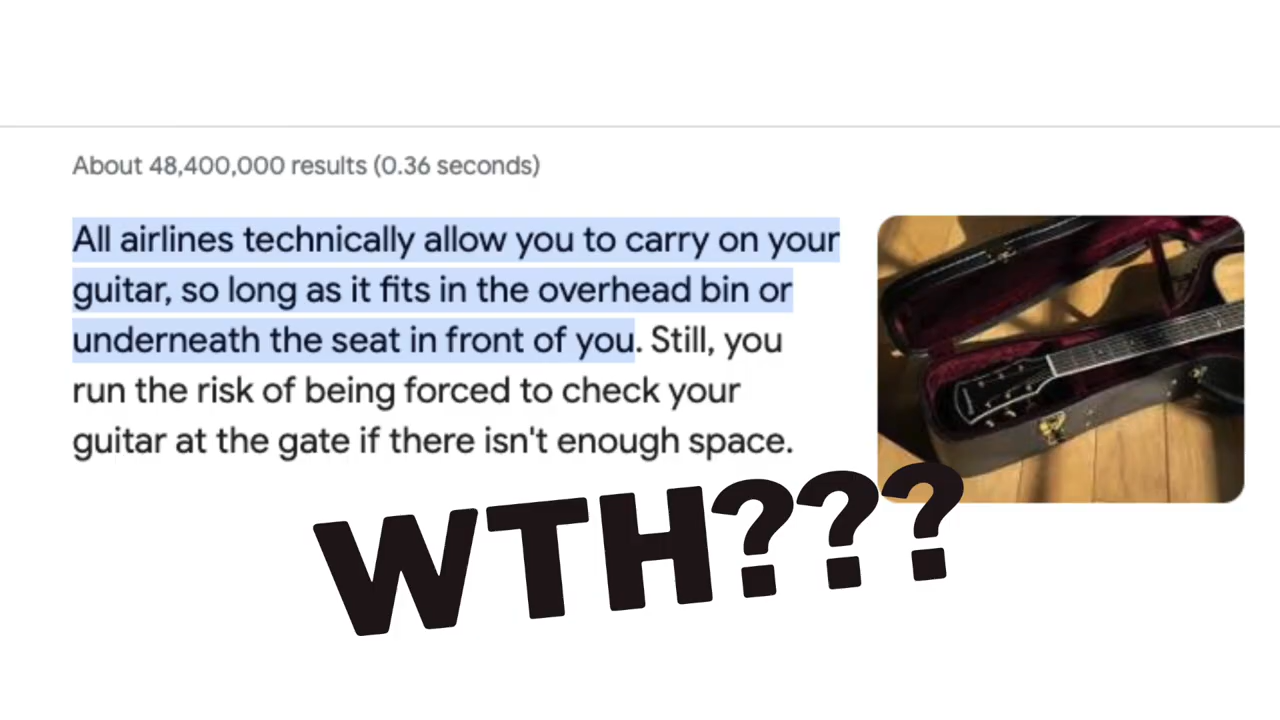 About 48,400,000 results (0.36 seconds)
All airlines technically allow you to carry on your
guitar, so long as it fits in the overhead bin or
underneath the seat in front of you. Still, you
run the risk of being forced to check your
guitar at the gate if there isn't enough space.
WTH???